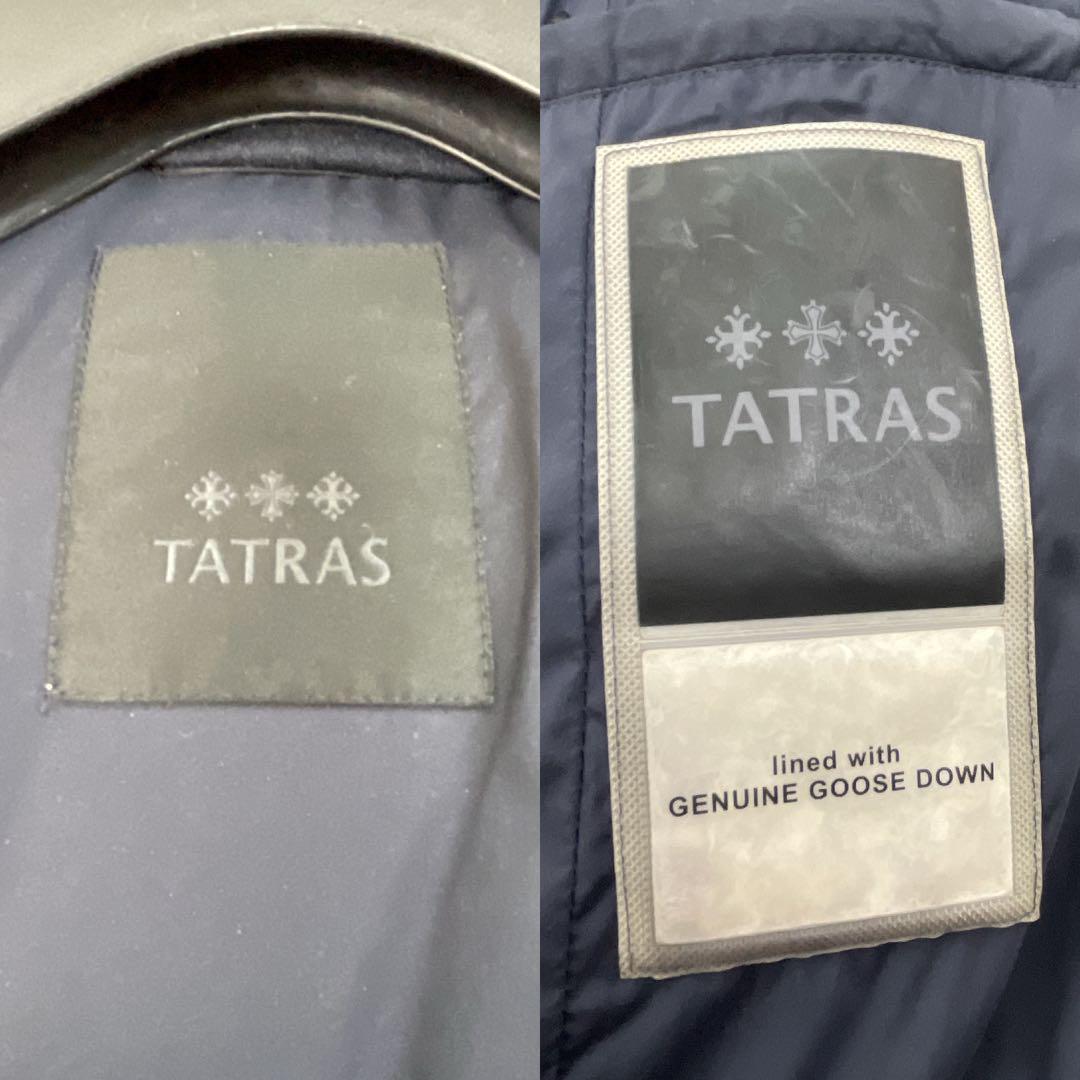 TATRAS
TATRAS
lined with
GENUINE GOOSE DOWN